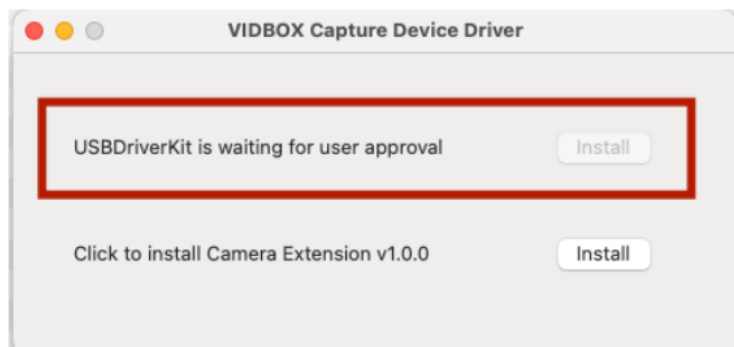 VIDBOX Capture Device Driver
USBDriverKit is waiting for user approval
Install
Click to install Camera Extension v1.0.0
Install